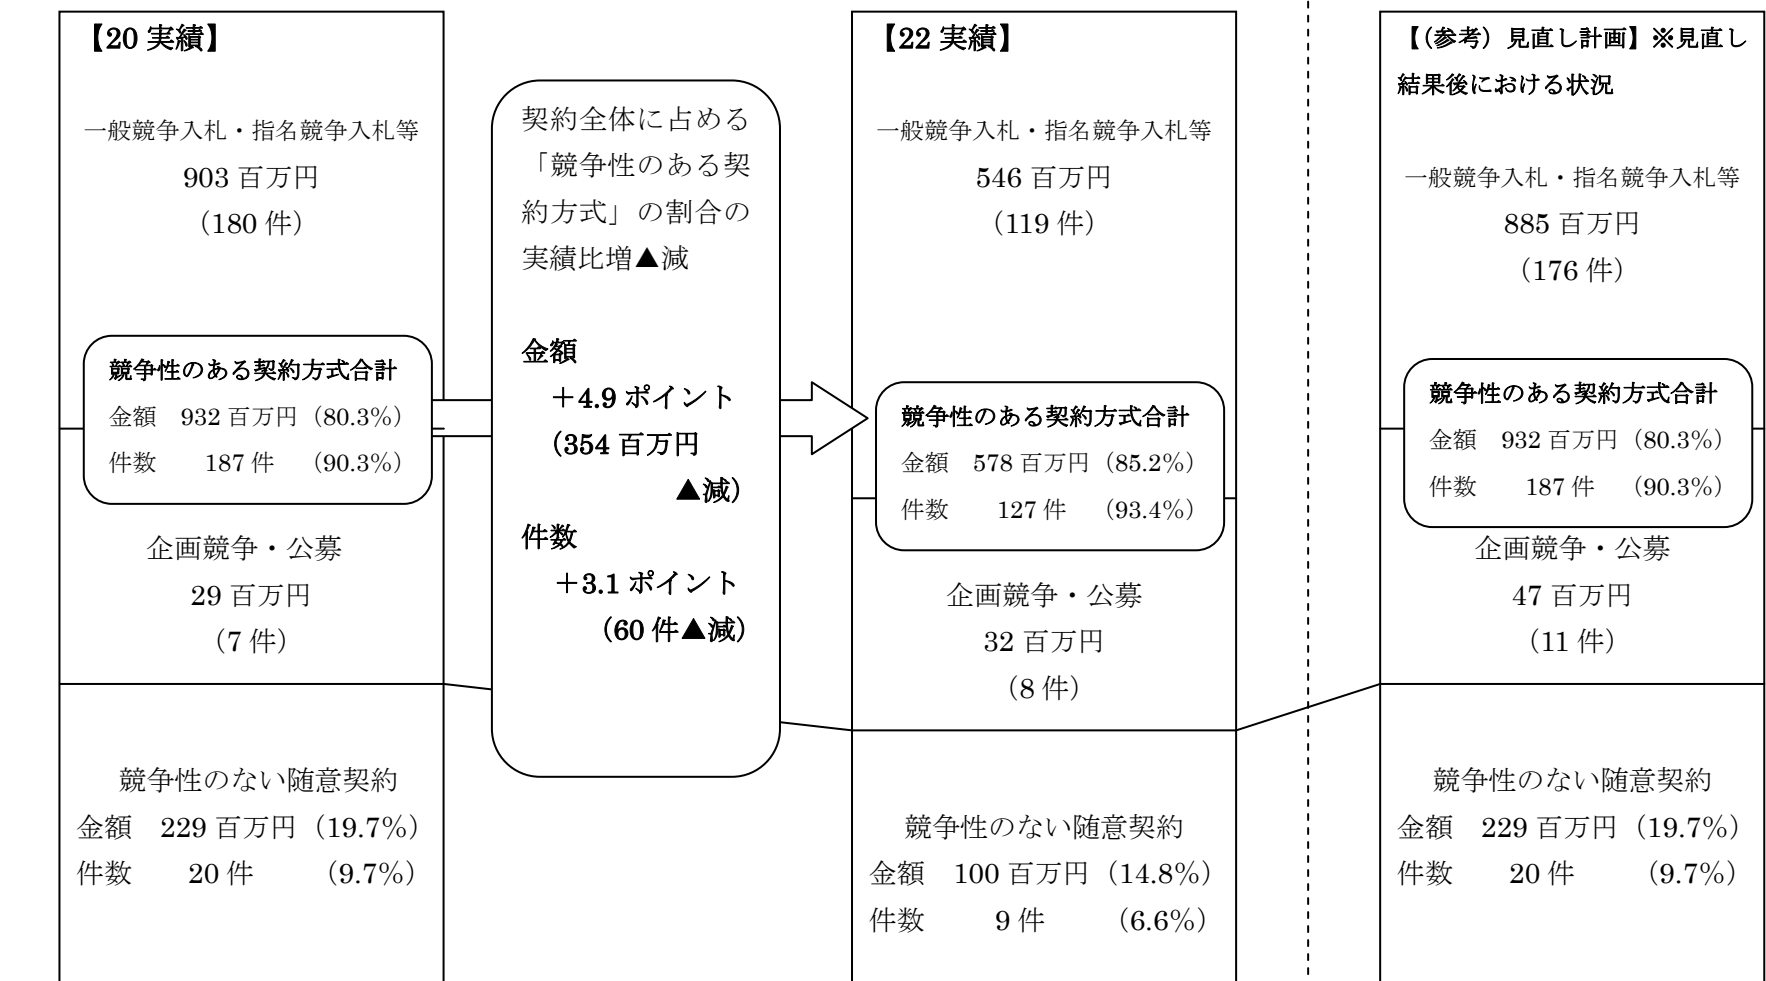 【20 実績】
一般競争入札・指名競争入札等
903 百万円
（180 件）
競争性のある契約方式合計
金額　932 百万円（80.3%）
件数　　187 件　（90.3%）
企画競争・公募
29 百万円
（7 件）
競争性のない随意契約
金額　229 百万円（19.7%）
件数　　20 件　　（9.7%）
契約全体に占める
「競争性のある契
約方式」の割合の
実績比増▲減
金額
＋4.9 ポイント
（354 百万円
▲減）
件数
＋3.1 ポイント
（60 件▲減）
【22 実績】
一般競争入札・指名競争入札等
546 百万円
（119 件）
競争性のある契約方式合計
金額　578 百万円（85.2%）
件数　　127 件　（93.4%）
企画競争・公募
32 百万円
（8 件）
競争性のない随意契約
金額　100 百万円（14.8%）
件数　　9 件　　（6.6%）
【（参考）見直し計画】※見直し
結果後における状況
一般競争入札・指名競争入札等
885 百万円
（176 件）
競争性のある契約方式合計
金額　932 百万円（80.3%）
件数　　187 件　（90.3%）
企画競争・公募
47 百万円
（11 件）
競争性のない随意契約
金額　229 百万円（19.7%）
件数　　20 件　　（9.7%）